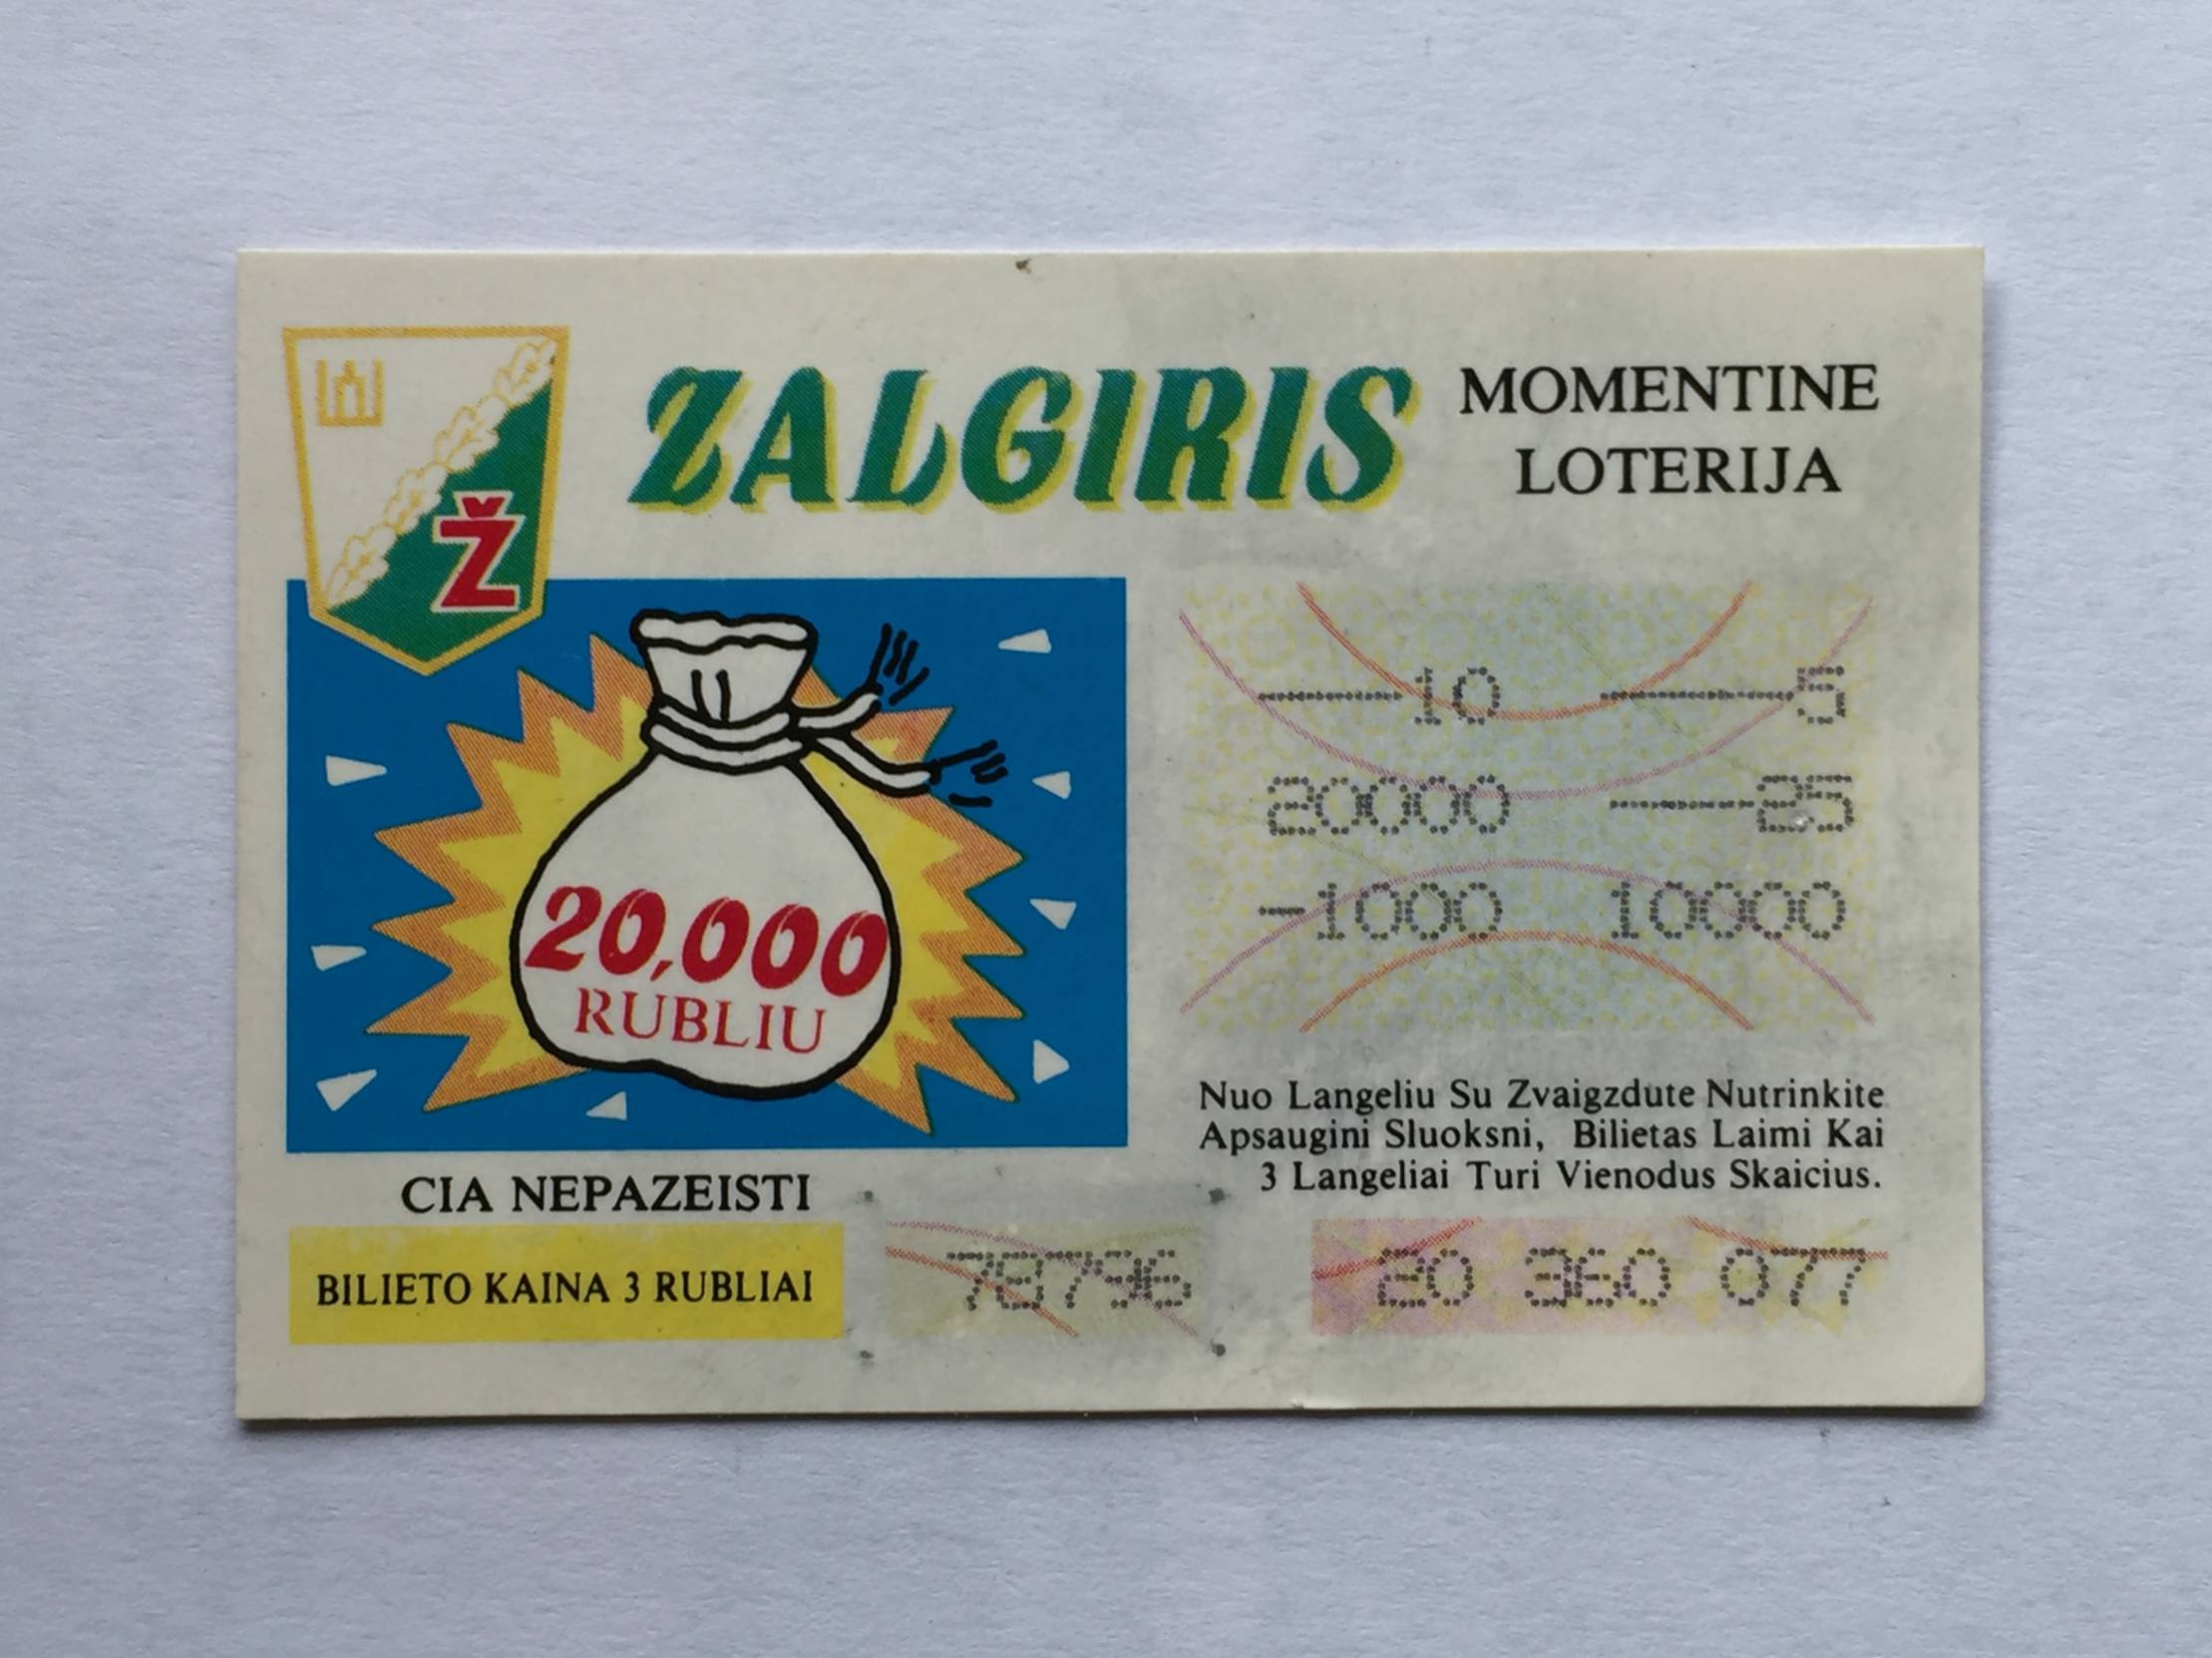 Ž
ZALGIRIS
MOMENTINE
LOTERIJA
20,000
RUBLIU
----10 -----5
20000 ----25
-1000 10000
Nuo Langeliu Su Zvaigzdute Nutrinkite
Apsaugini Sluoksni, Bilietas Laimi Kai
3 Langeliai Turi Vienodus Skaicius.
CIA NEPAZEISTI
BILIETO KAINA 3 RUBLIAI
78796
20 360 077